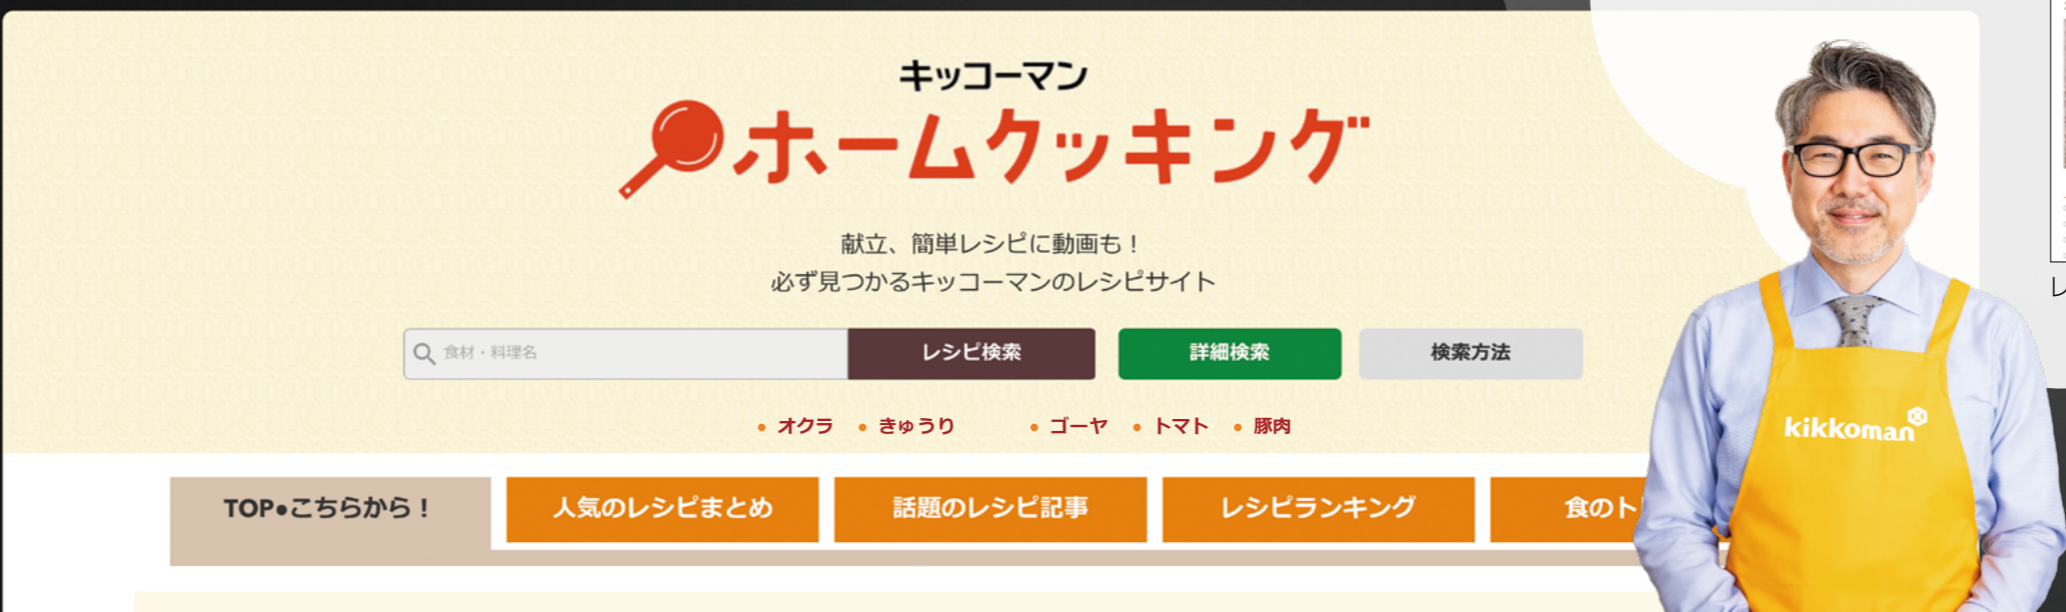 キッコーマン
ホームクッキング
献立、簡単レシピに動画も！
必ず見つかるキッコーマンのレシピサイト
食材・料理名
レシピ検索
詳細検索
検索方法
• オクラ • きゅうり • ゴーヤ • トマト • 豚肉
TOP●こちらから！
人気のレシピまとめ
話題のレシピ記事
レシピランキング
食のト
kikkoman
レ